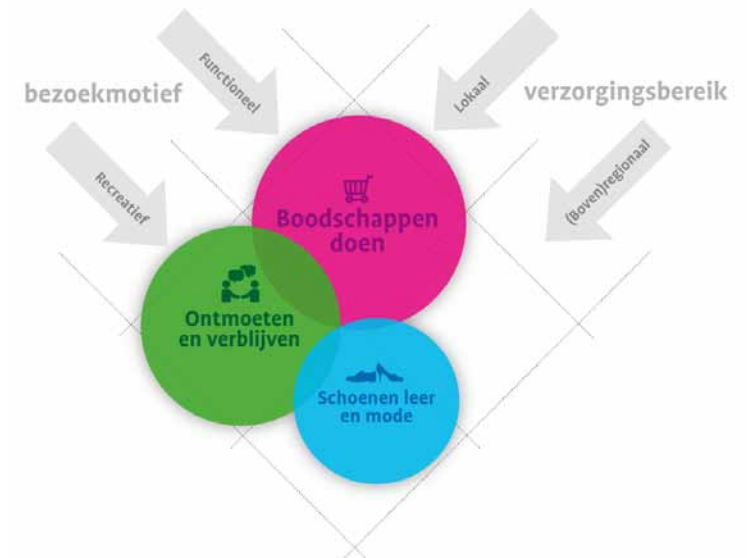 Functioneel
Lokaal
bezoekmotief
verzorgingsbereik
Recreatief
(Boven)regionaal
Boodschappen
doen
Ontmoeten
en verblijven
Schoenen leer
en mode